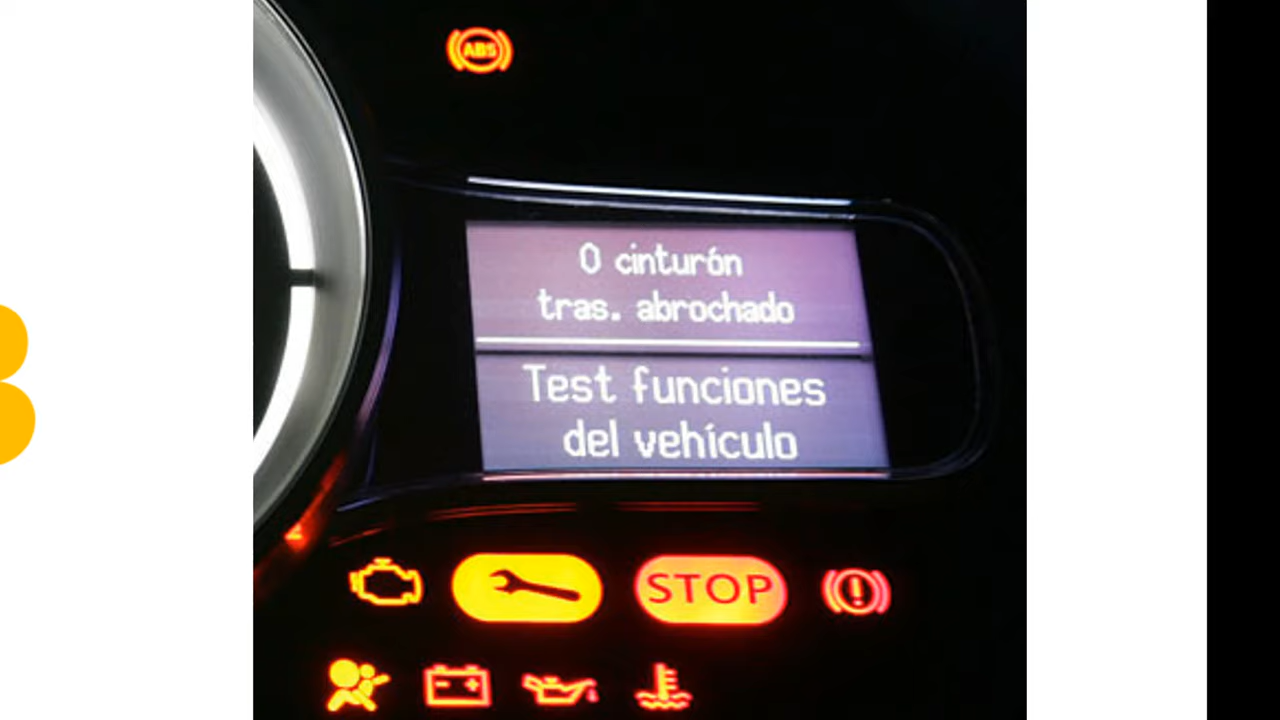 ABS
0 cinturón
tras. abrochado
Test funciones
del vehículo
STOP